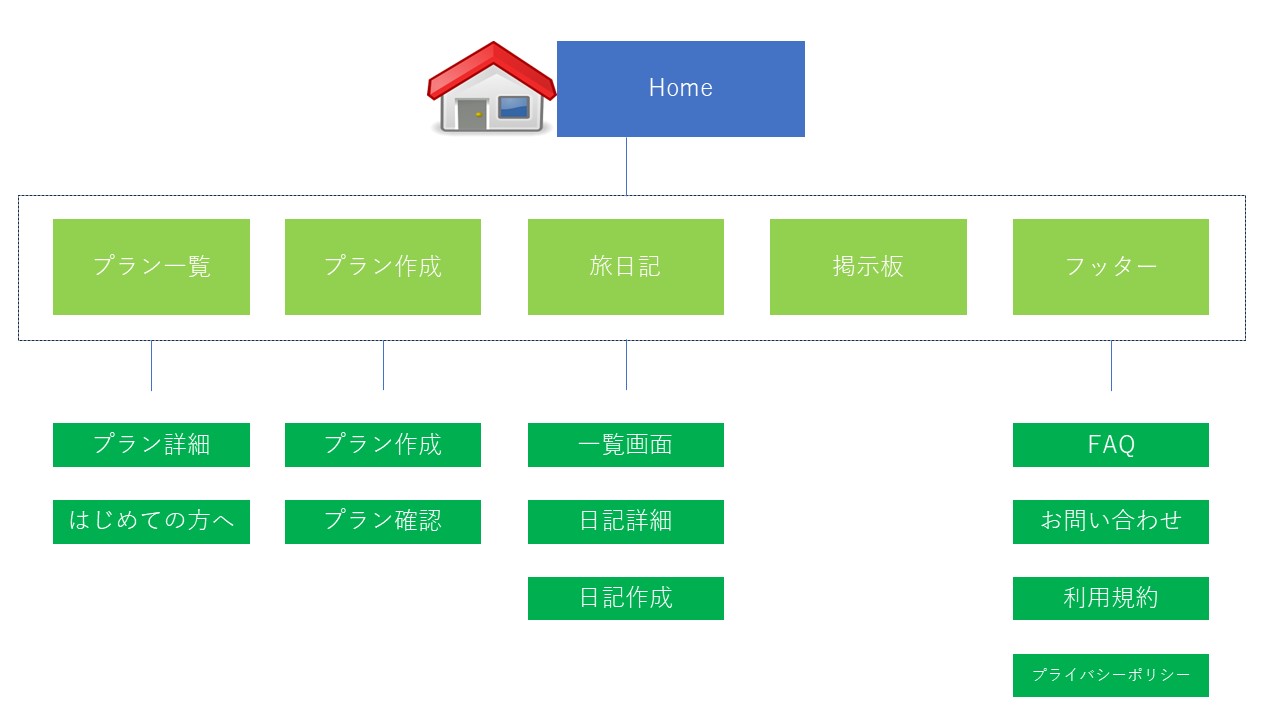 Home
プラン一覧
プラン作成
旅日記
掲示板
フッター
プラン詳細
プラン作成
一覧画面
FAQ
はじめての方へ
プラン確認
日記詳細
お問い合わせ
日記作成
利用規約
プライバシーポリシー